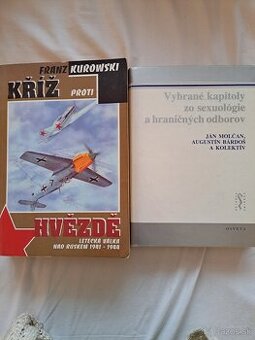 FRANZ KUROWSKI
KŘÍŽ
PROTI
HVĚZDĚ
LETECKÁ VÁLKA
NAD RUSKEM 1941 - 1944
Vybrané kapitoly
zo sexuológie
a hraničných odborov
JÁN MOLČAN,
AUGUSTÍN BÁRDOŠ
A KOLEKTÍV
OSVETA